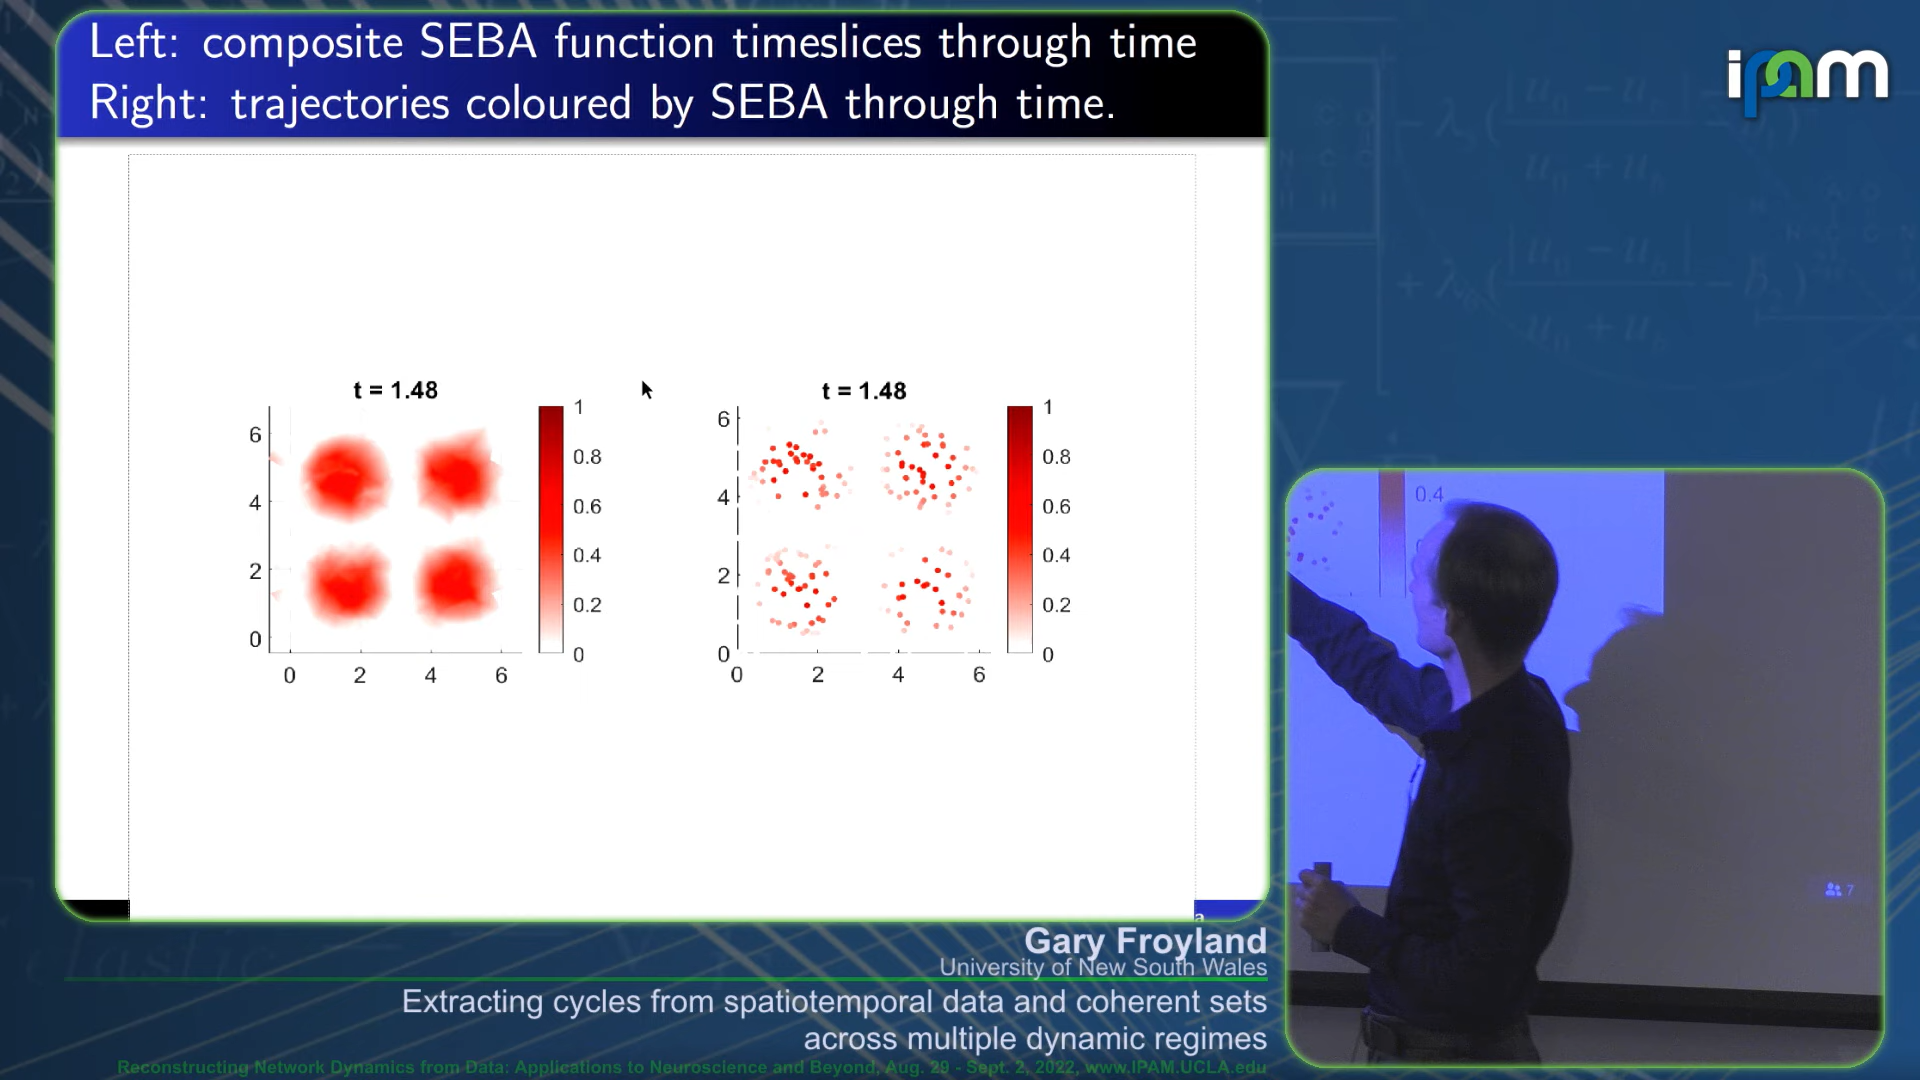 Left: composite SEBA function timeslices through time
Right: trajectories coloured by SEBA through time.
ipam
t = 1.48
6
4
2
0
0 2 4 6
1
0.8
0.6
0.4
0.2
0
t = 1.48
6
4
2
0
0 2 4 6
1
0.8
0.6
0.4
0.2
0
0.4
7
Gary Froyland
University of New South Wales
Extracting cycles from spatiotemporal data and coherent sets
across multiple dynamic regimes
Reconstructing Network Dynamics from Data: Applications to Neuroscience and Beyond, Aug. 29 - Sept. 2, 2022, www.IPAM.UCLA.edu